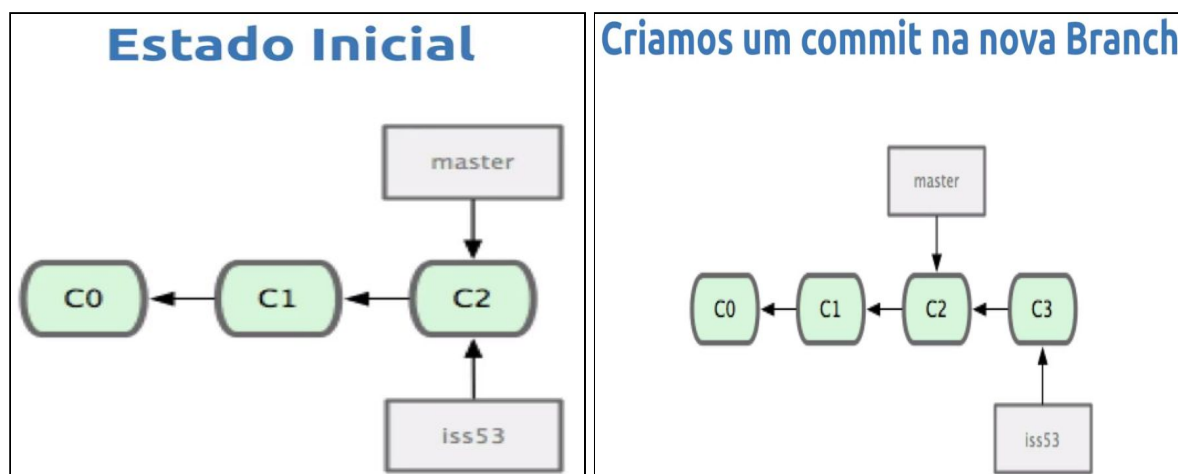 Estado Inicial
master
C0
C1
C2
iss53
Criamos um commit na nova Branch
master
C0
C1
C2
C3
iss53